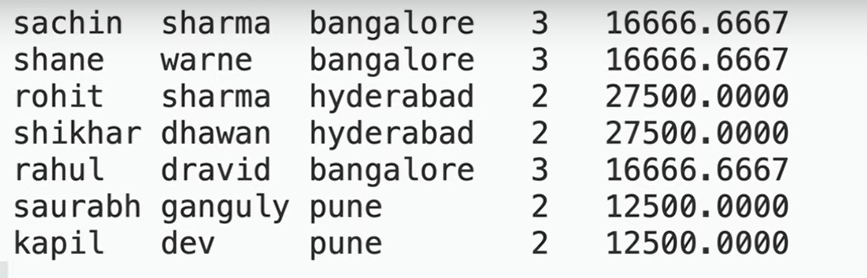 sachin sharma bangalore 3 16666.6667
shane warne bangalore 3 16666.6667
rohit sharma hyderabad 2 27500.0000
shikhar dhawan hyderabad 2 27500.0000
rahul dravid bangalore 3 16666.6667
saurabh ganguly pune 2 12500.0000
kapil dev pune 2 12500.0000